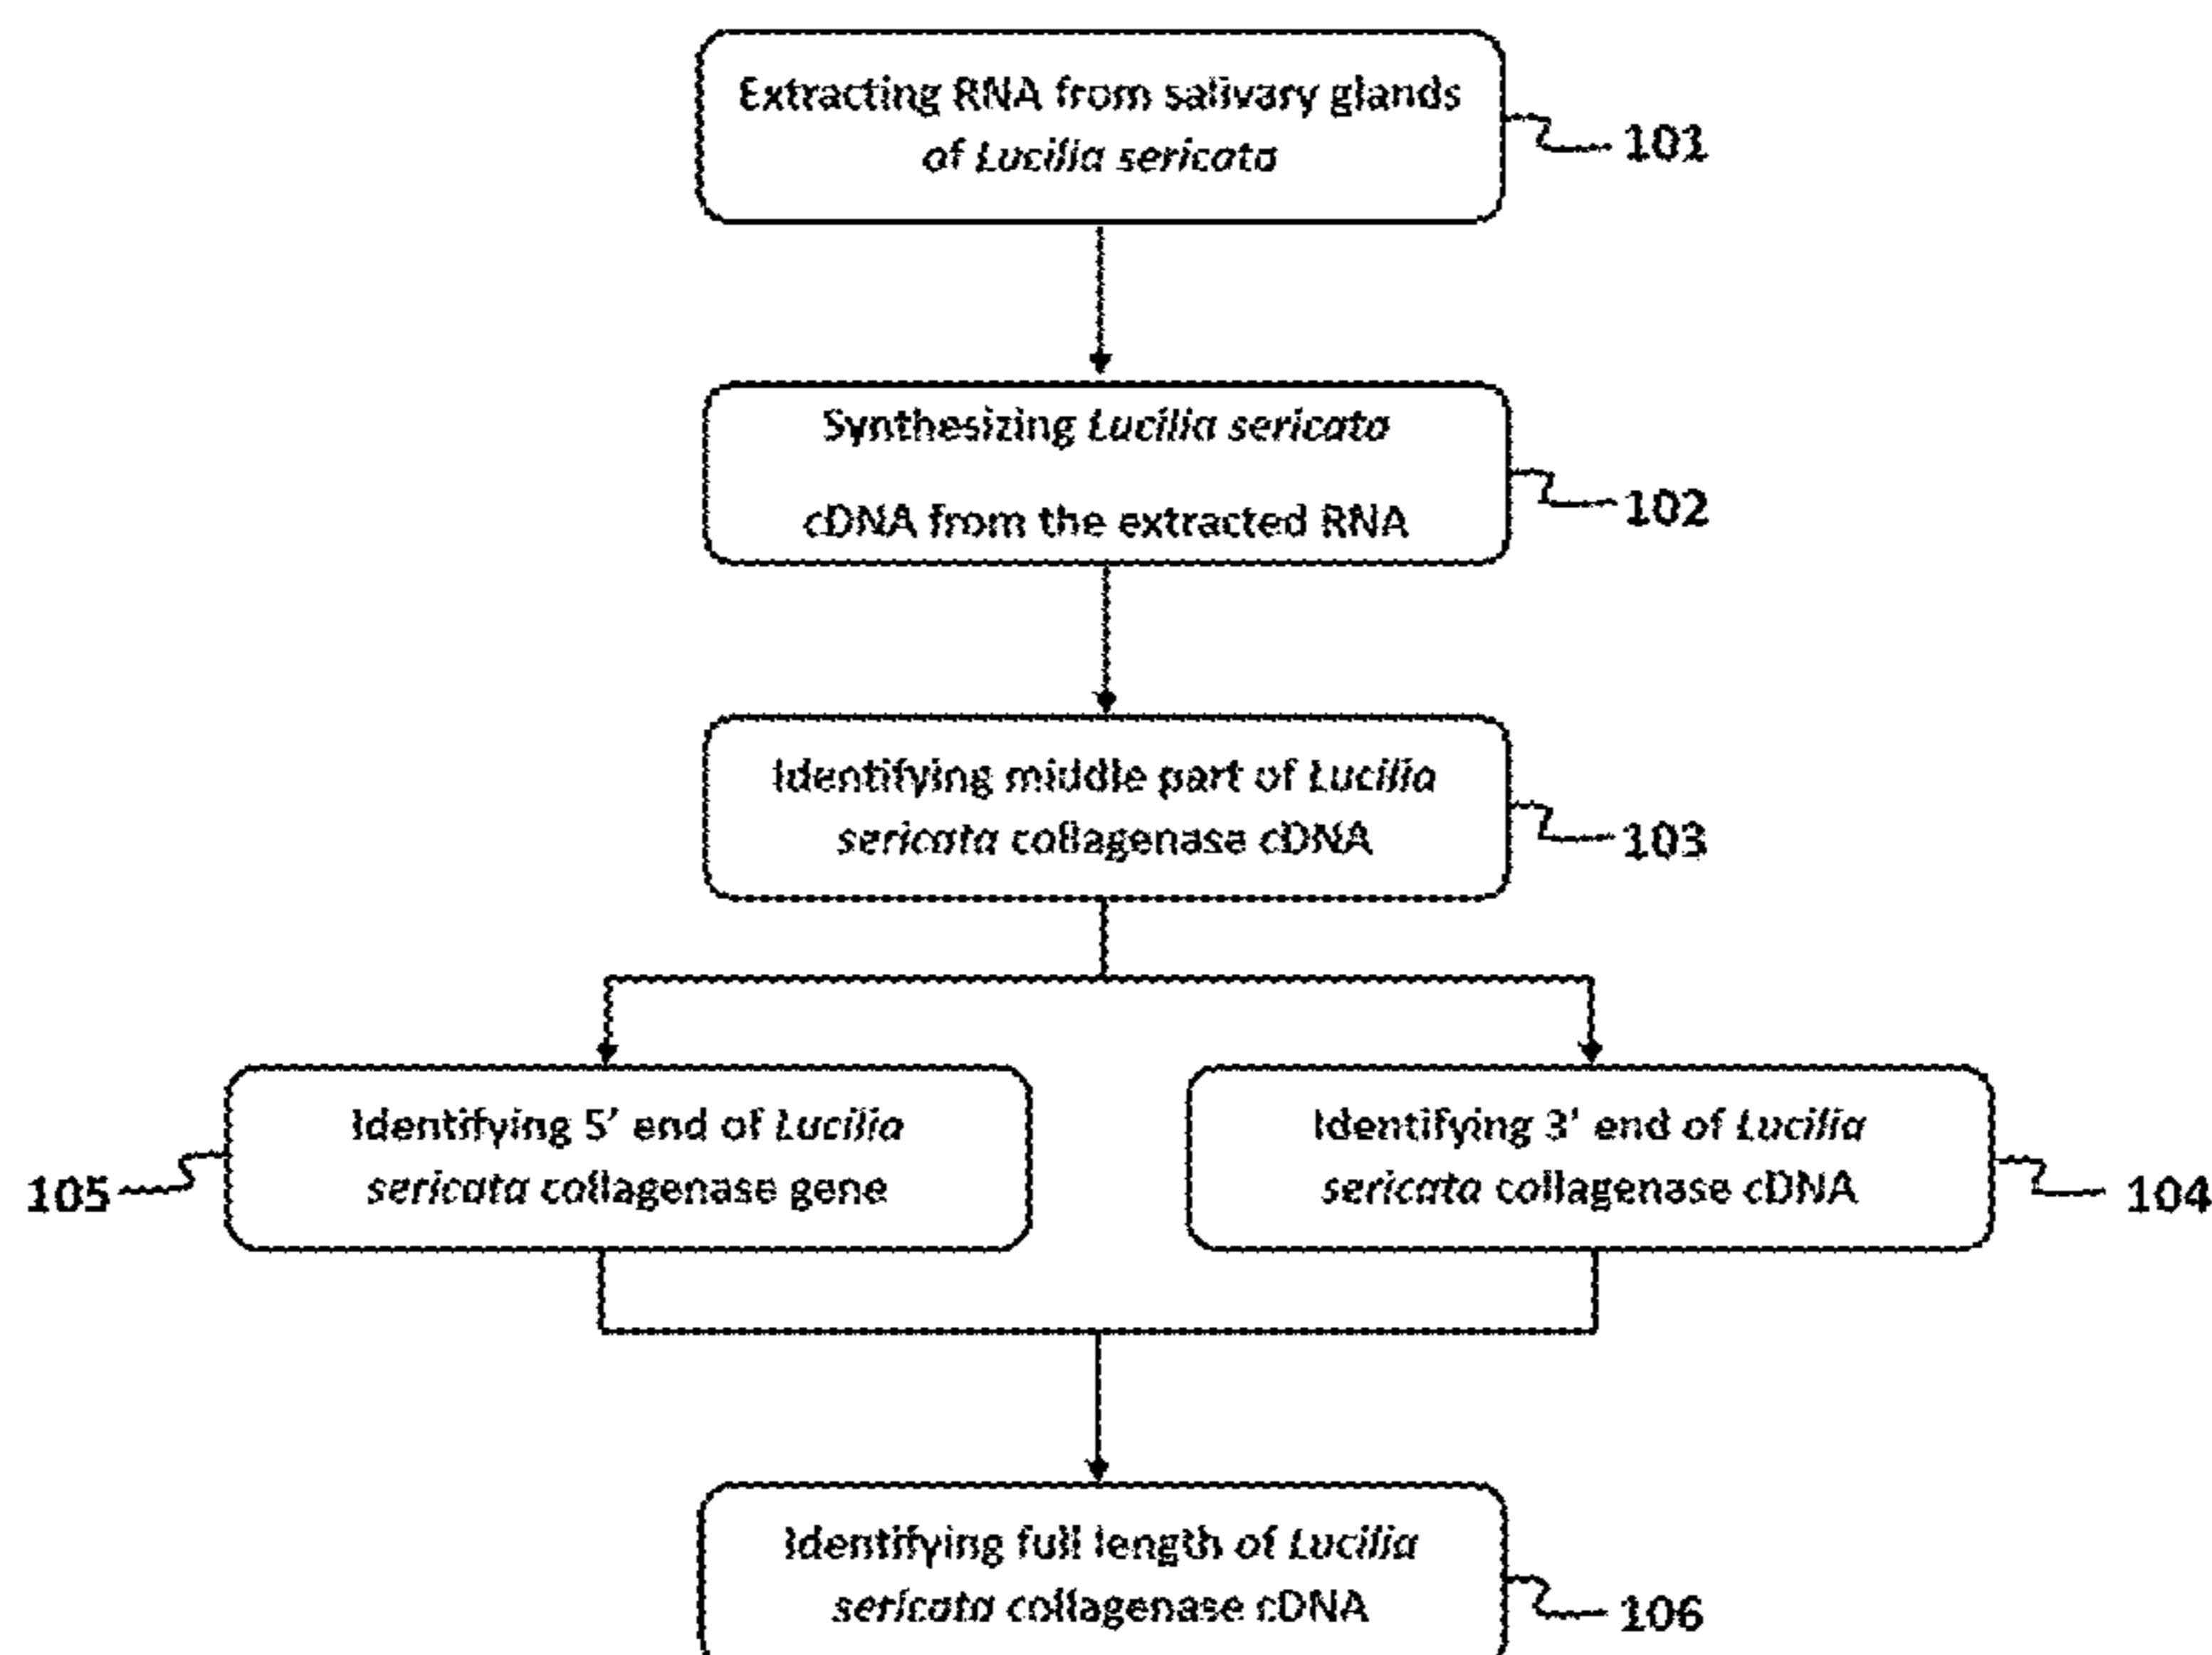 Extracting RNA from salivary glands
of Lucilia sericata
101
Synthesizing Lucilia sericata
cDNA from the extracted RNA
102
Identifying middle part of Lucilia
sericata collagenase cDNA
103
Identifying 5' end of Lucilia
sericata collagenase gene
105
Identifying 3' end of Lucilia
sericata collagenase cDNA
104
Identifying full length of Lucilia
sericata collagenase cDNA
106